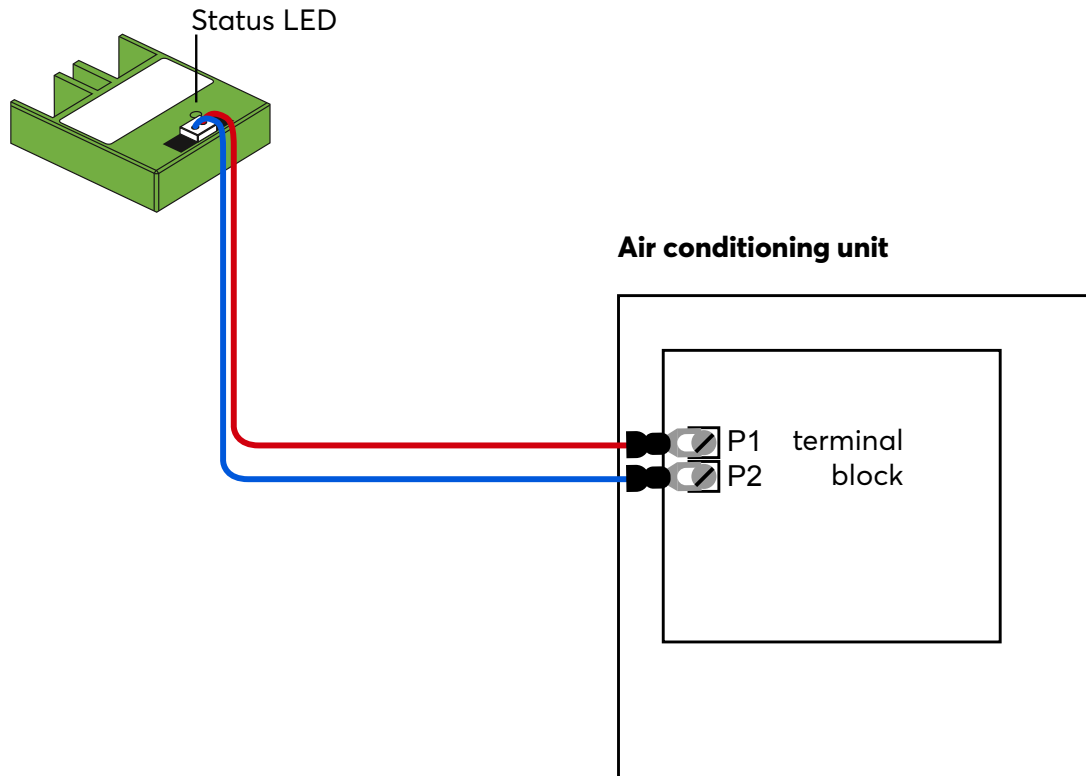 Status LED
Air conditioning unit
P1 terminal
P2 block